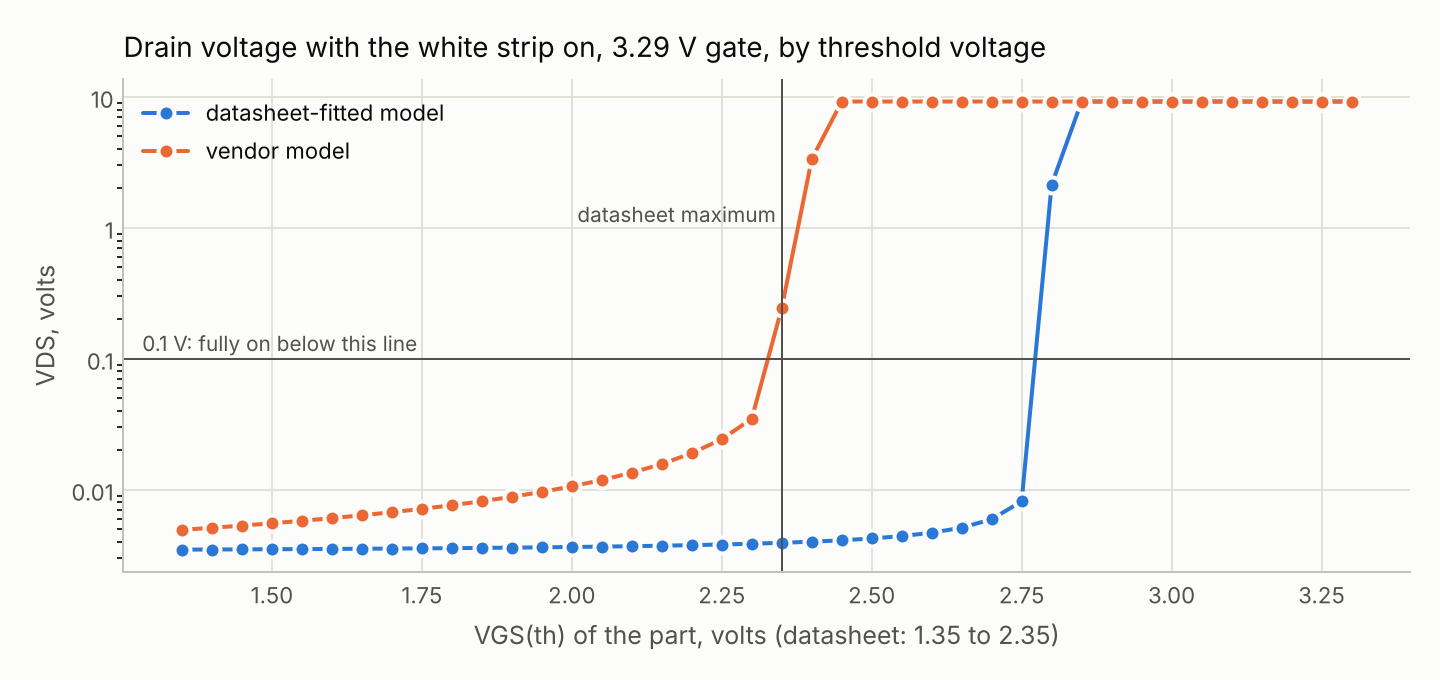 Drain voltage with the white strip on, 3.29 V gate, by threshold voltage
10
datasheet-fitted model
vendor model
datasheet maximum
1
VDS, volts
0.1 V: fully on below this line
0.1
0.01
1.50 1.75 2.00 2.25 2.50 2.75 3.00 3.25
VGS(th) of the part, volts (datasheet: 1.35 to 2.35)